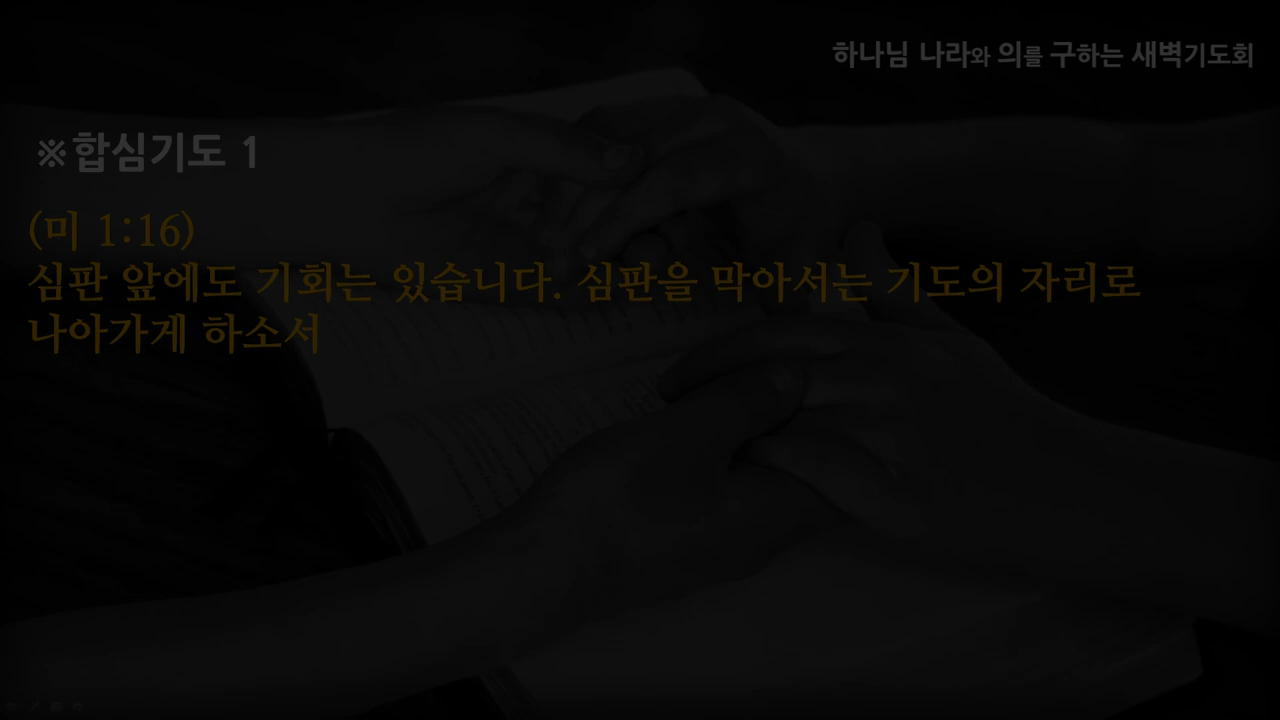 하나님 나라와 의를 구하는 새벽기도회
※합심기도 1
(미 1:16)
심판 앞에도 기회는 있습니다. 심판을 막아서는 기도의 자리로
나아가게 하소서